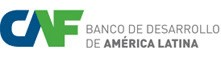 CAF BANCO DE DESARROLLO
DE AMÉRICA LATINA